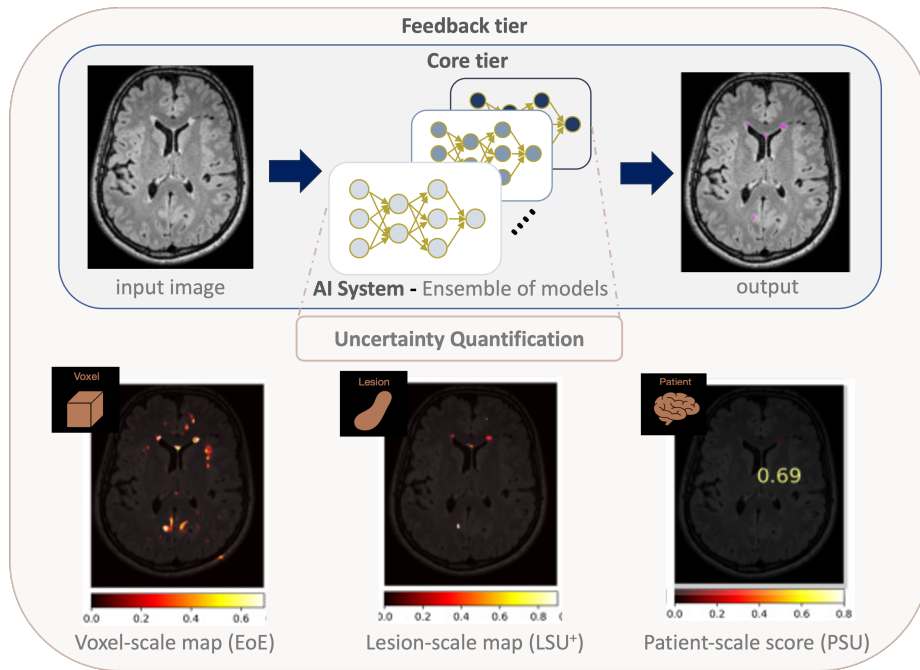 Feedback tier
Core tier
input image
AI System - Ensemble of models
output
Uncertainty Quantification
Voxel
Lesion
Patient
0.69
0.0 0.2 0.4 0.6
0.0 0.2 0.4 0.6 0.8
0.0 0.2 0.4 0.6 0.8
Voxel-scale map (EoE)
Lesion-scale map (LSU⁺)
Patient-scale score (PSU)